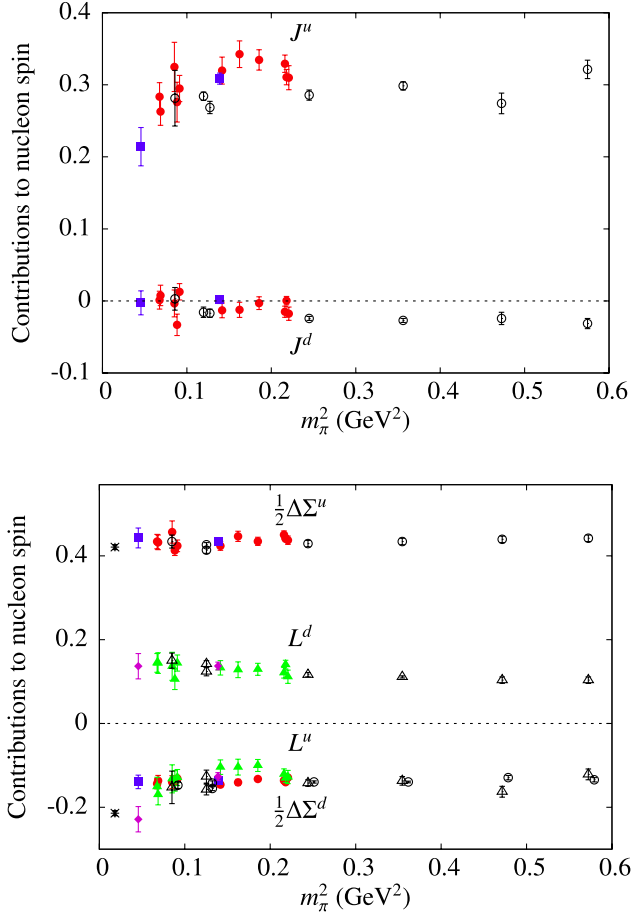 Contributions to nucleon spin
0.4
0.3
0.2
0.1
0
-0.1
J^u
J^d
0 0.1 0.2 0.3 0.4 0.5 0.6
m_π^2 (GeV^2)
Contributions to nucleon spin
0.4
0.2
0
-0.2
½ΔΣ^u
L^d
L^u
½ΔΣ^d
0 0.1 0.2 0.3 0.4 0.5 0.6
m_π^2 (GeV^2)